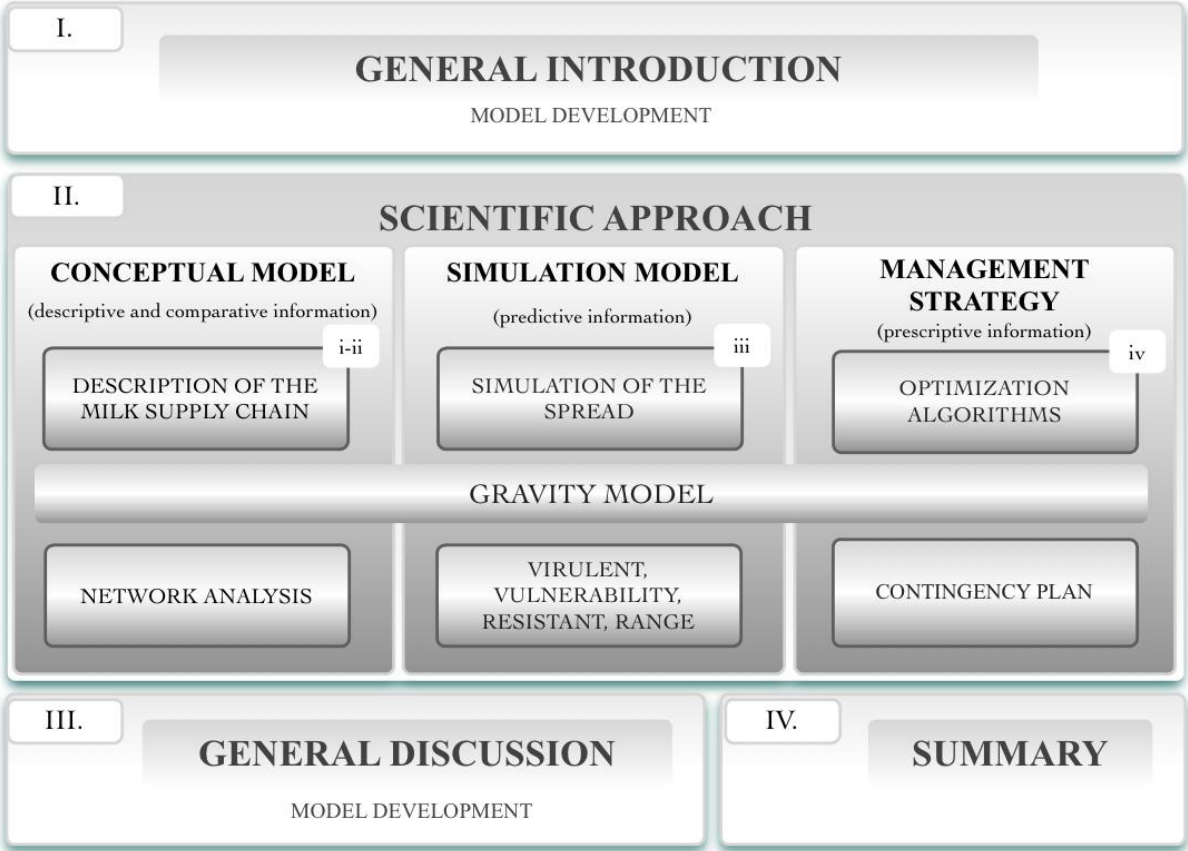 I.
GENERAL INTRODUCTION
MODEL DEVELOPMENT
II.
SCIENTIFIC APPROACH
CONCEPTUAL MODEL
(descriptive and comparative information)
i-ii
DESCRIPTION OF THE
MILK SUPPLY CHAIN
SIMULATION MODEL
(predictive information)
iii
SIMULATION OF THE
SPREAD
MANAGEMENT
STRATEGY
(prescriptive information)
iv
OPTIMIZATION
ALGORITHMS
GRAVITY MODEL
NETWORK ANALYSIS
VIRULENT,
VULNERABILITY,
RESISTANT, RANGE
CONTINGENCY PLAN
III.
GENERAL DISCUSSION
MODEL DEVELOPMENT
IV.
SUMMARY